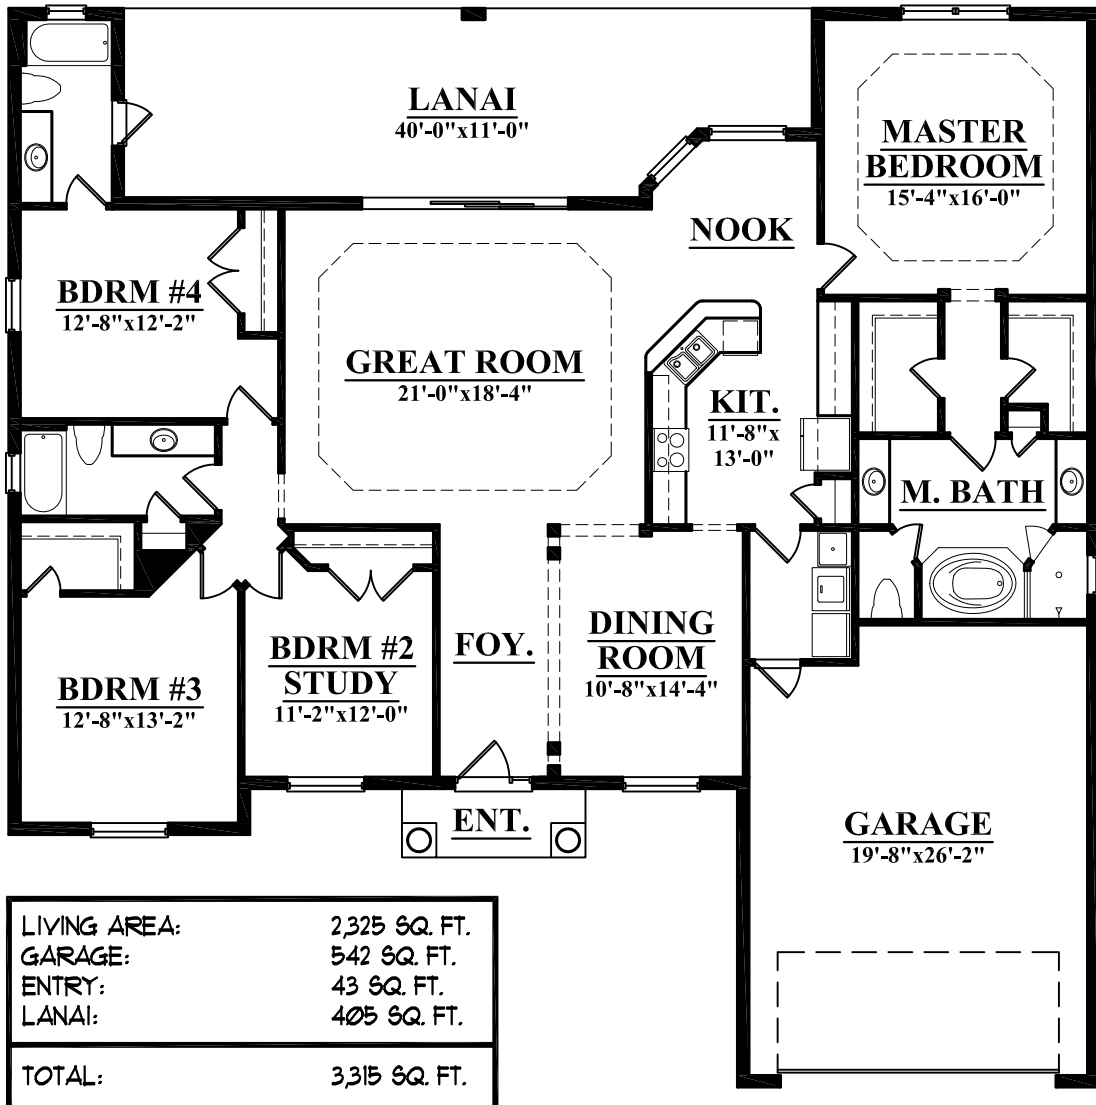 LANAI
40'-0"x11'-0"
MASTER
BEDROOM
15'-4"x16'-0"
NOOK
BDRM #4
12'-8"x12'-2"
GREAT ROOM
21'-0"x18'-4"
KIT.
11'-8"x
13'-0"
M. BATH
BDRM #2
STUDY
11'-2"x12'-0"
FOY.
DINING
ROOM
10'-8"x14'-4"
BDRM #3
12'-8"x13'-2"
ENT.
GARAGE
19'-8"x26'-2"
LIVING AREA: 2,325 SQ. FT.
GARAGE: 542 SQ. FT.
ENTRY: 43 SQ. FT.
LANAI: 405 SQ. FT.
TOTAL: 3,315 SQ. FT.